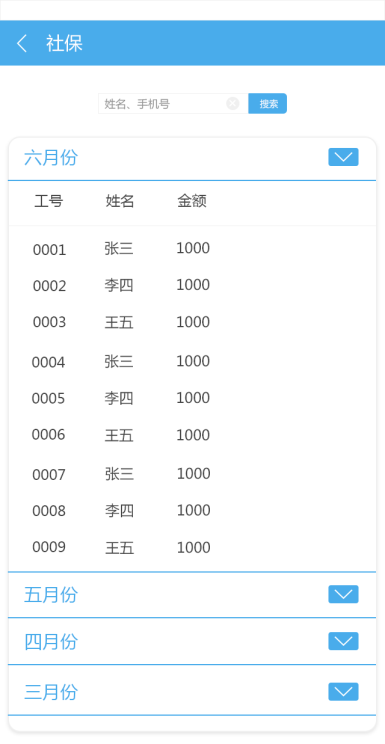 社保
姓名、手机号 搜索
六月份
工号 姓名 金额
0001 张三 1000
0002 李四 1000
0003 王五 1000
0004 张三 1000
0005 李四 1000
0006 王五 1000
0007 张三 1000
0008 李四 1000
0009 王五 1000
五月份
四月份
三月份